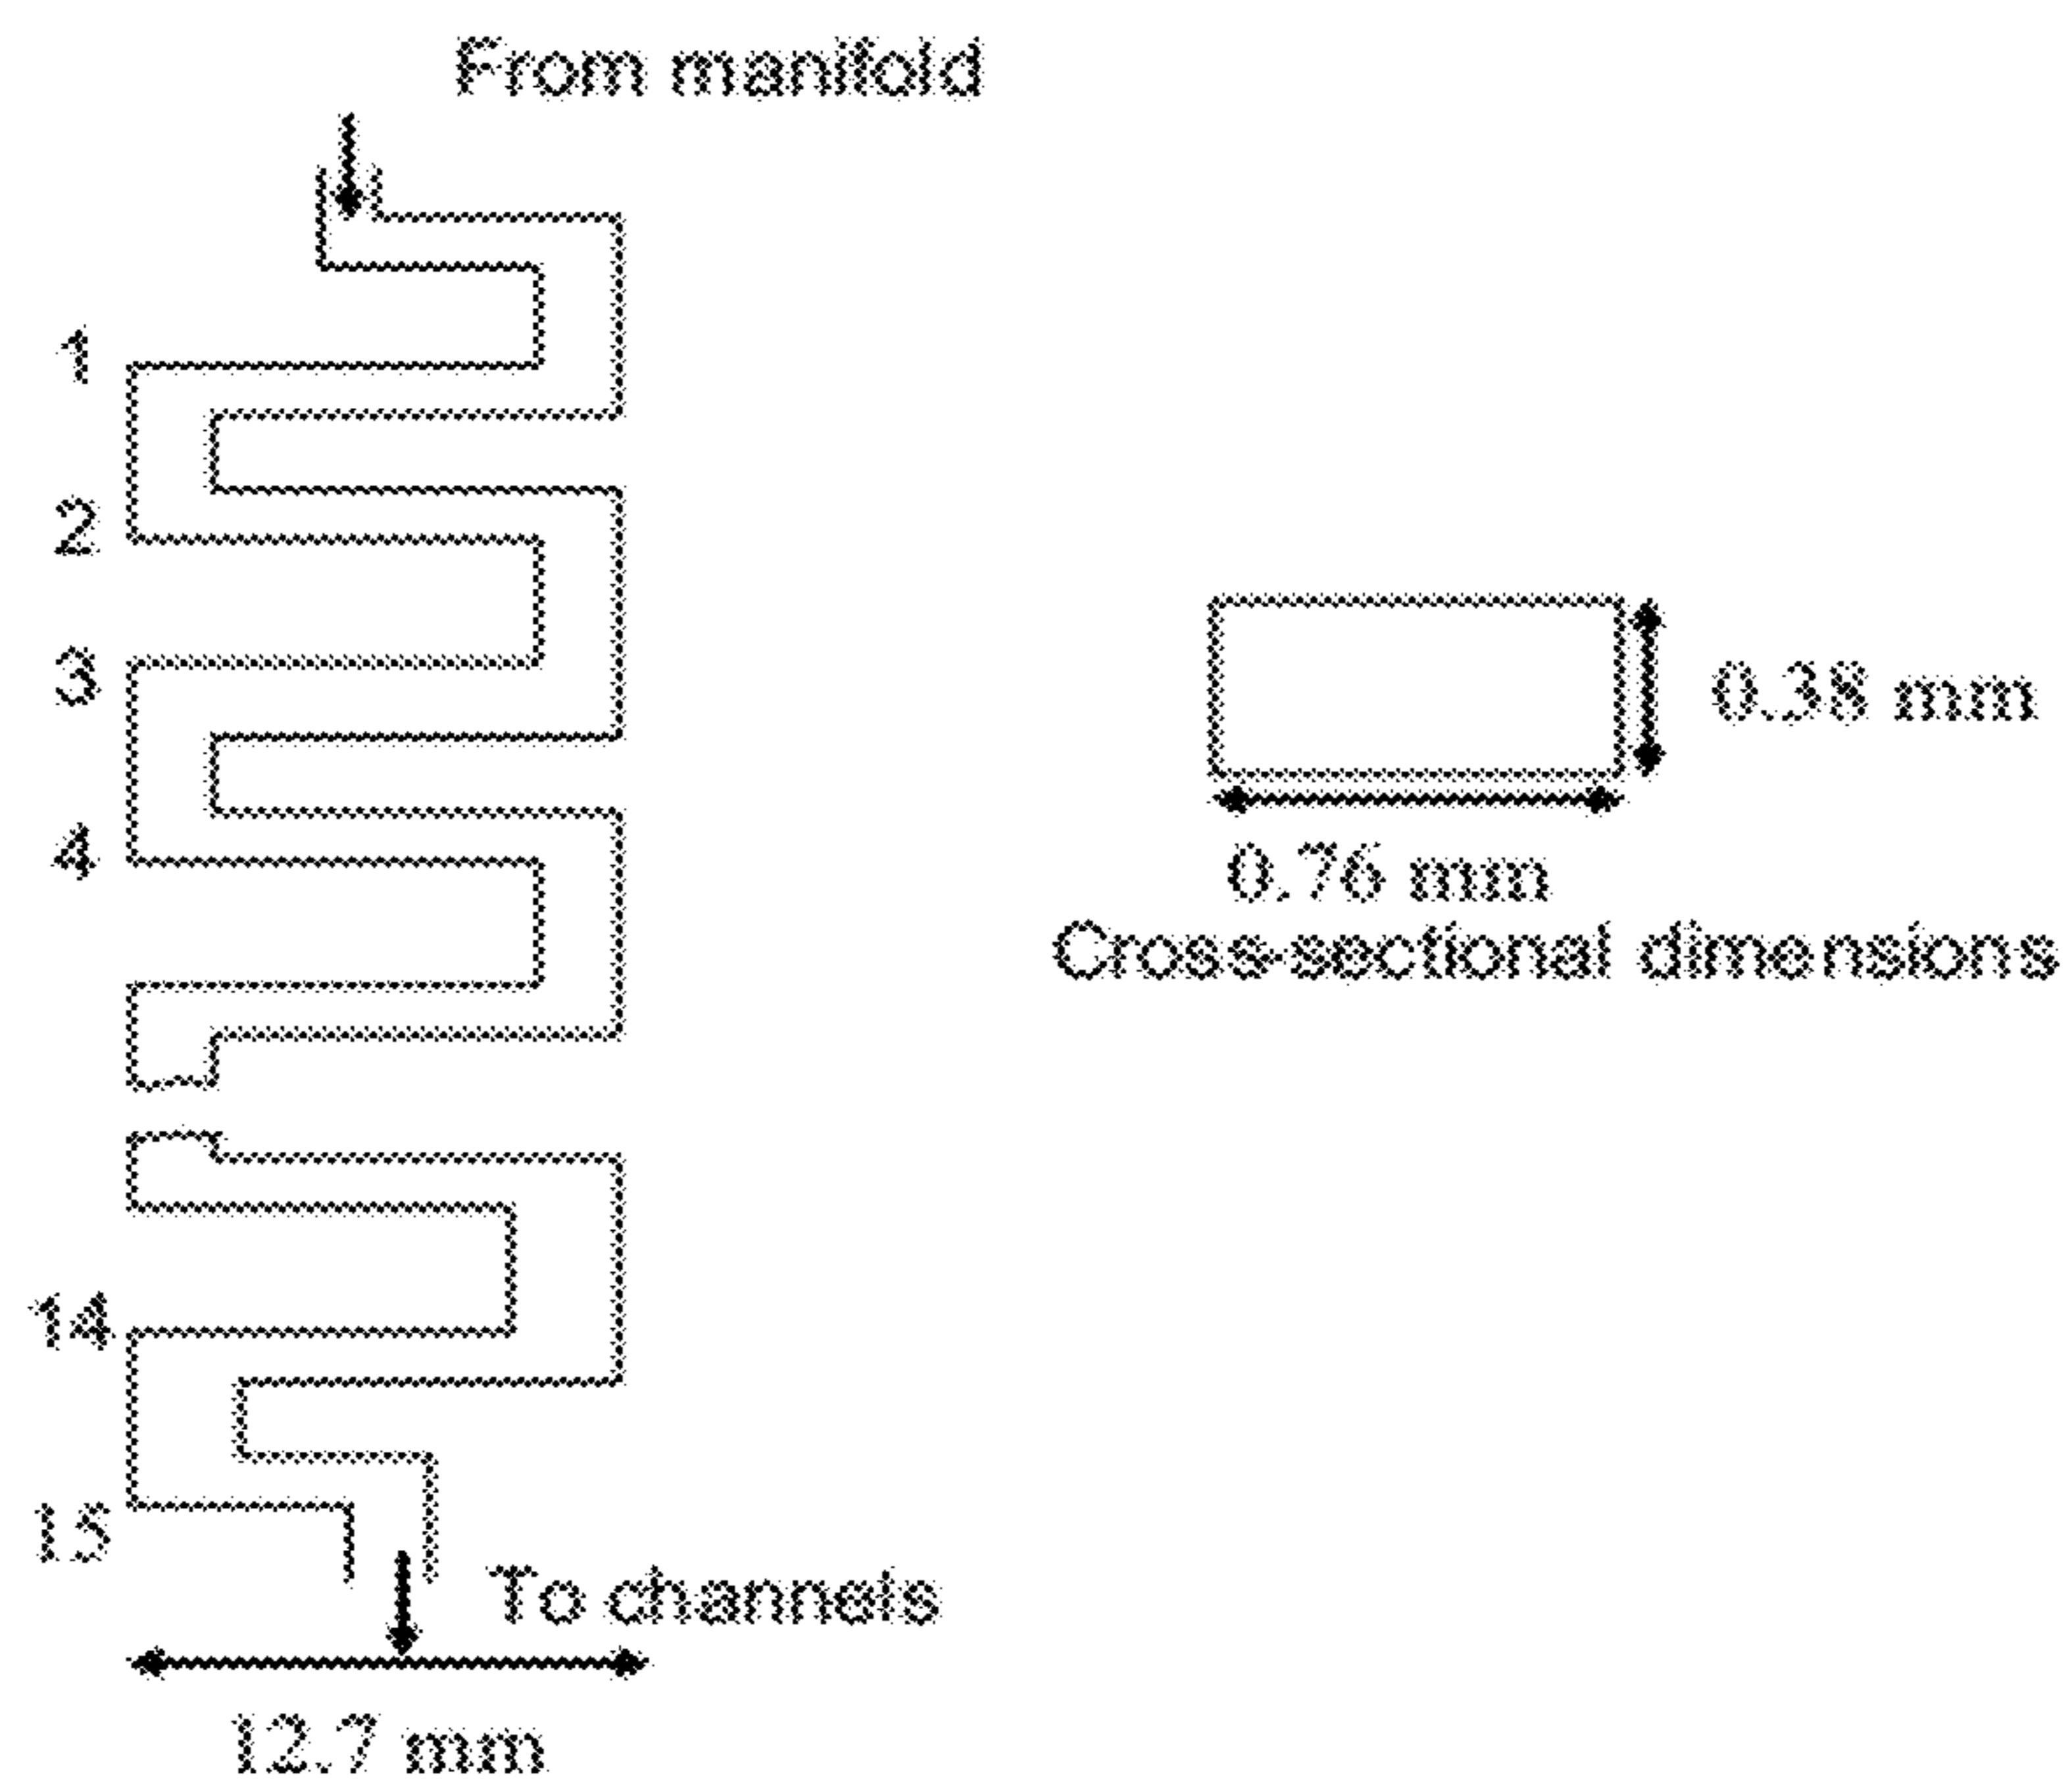 From manifold
1
2
3
0.38 mm
4
0.76 mm
Cross-sectional dimensions
14
15
To channels
12.7 mm